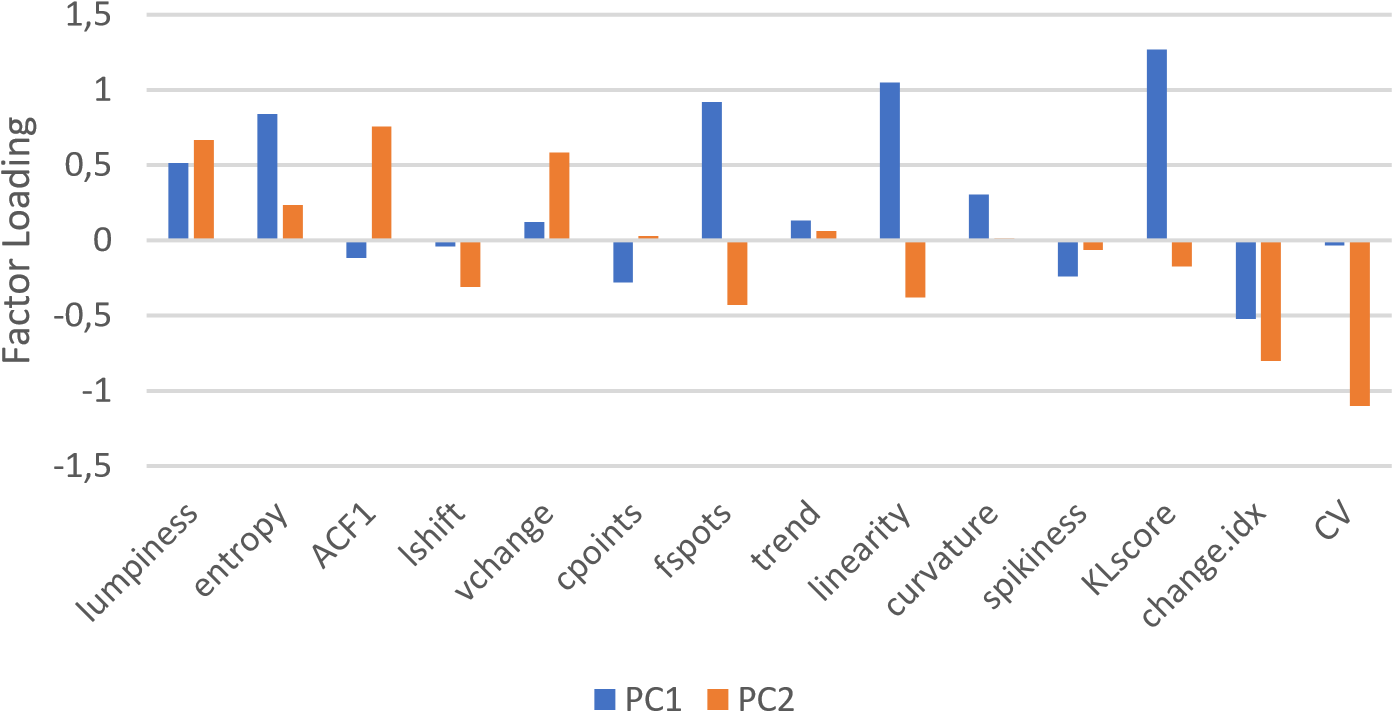 1,5
1
0,5
0
-0,5
-1
-1,5
Factor Loading
lumpiness
entropy
ACF1
lshift
vchange
cpoints
fspots
trend
linearity
curvature
spikiness
KLscore
change.idx
CV
PC1 PC2